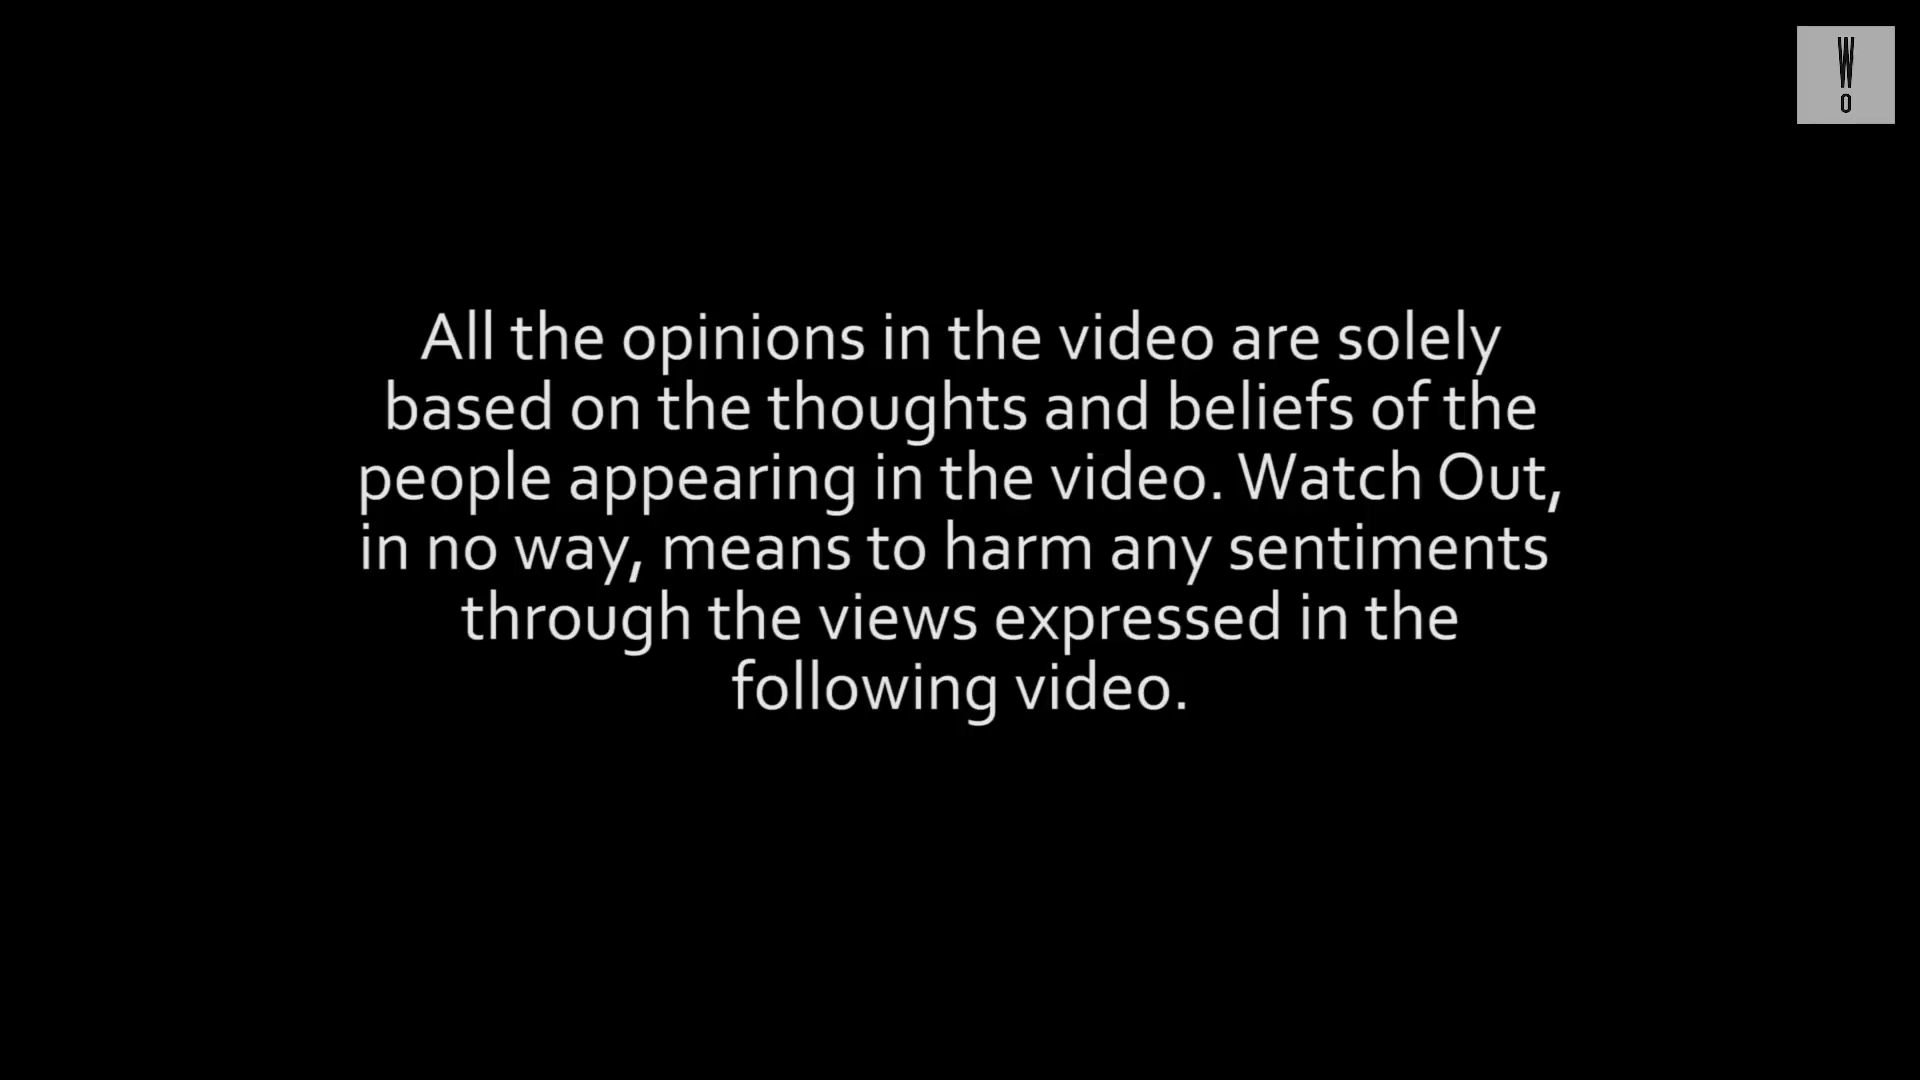 W
O
All the opinions in the video are solely
based on the thoughts and beliefs of the
people appearing in the video. Watch Out,
in no way, means to harm any sentiments
through the views expressed in the
following video.